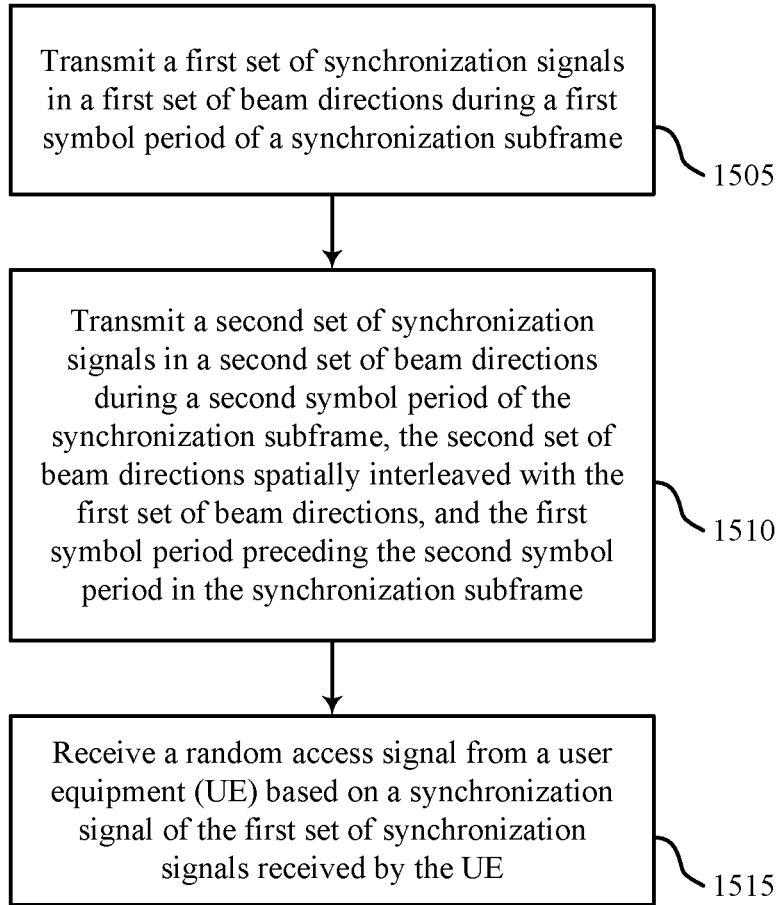 Transmit a first set of synchronization signals
in a first set of beam directions during a first
symbol period of a synchronization subframe
1505
Transmit a second set of synchronization
signals in a second set of beam directions
during a second symbol period of the
synchronization subframe, the second set of
beam directions spatially interleaved with the
first set of beam directions, and the first
symbol period preceding the second symbol
period in the synchronization subframe
1510
Receive a random access signal from a user
equipment (UE) based on a synchronization
signal of the first set of synchronization
signals received by the UE
1515